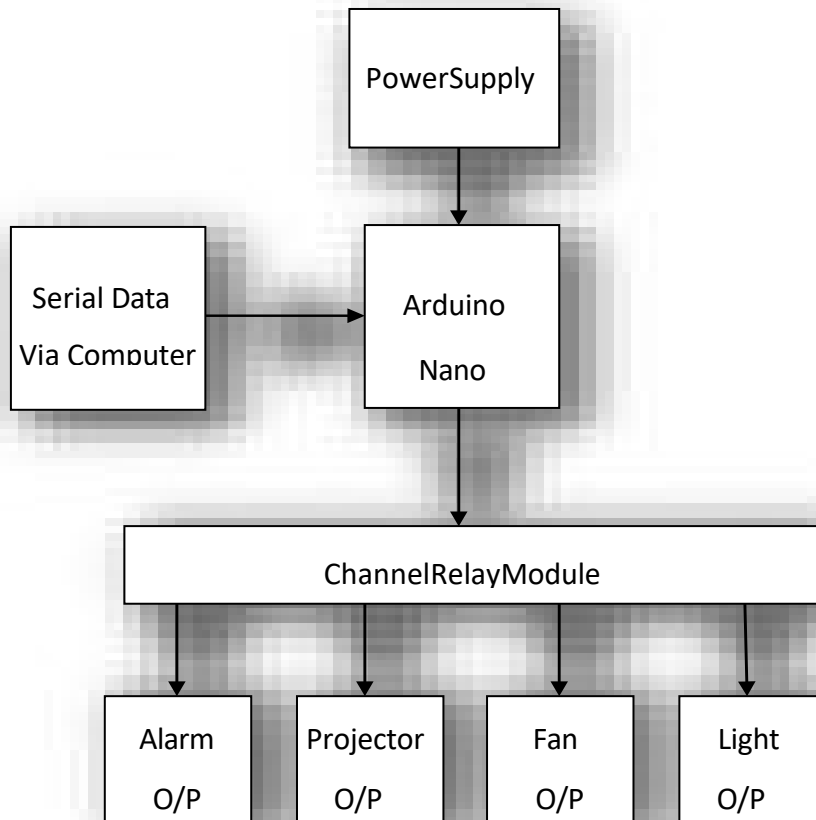 PowerSupply
Serial Data
Via Computer
Arduino
Nano
ChannelRelayModule
Alarm
O/P
Projector
O/P
Fan
O/P
Light
O/P